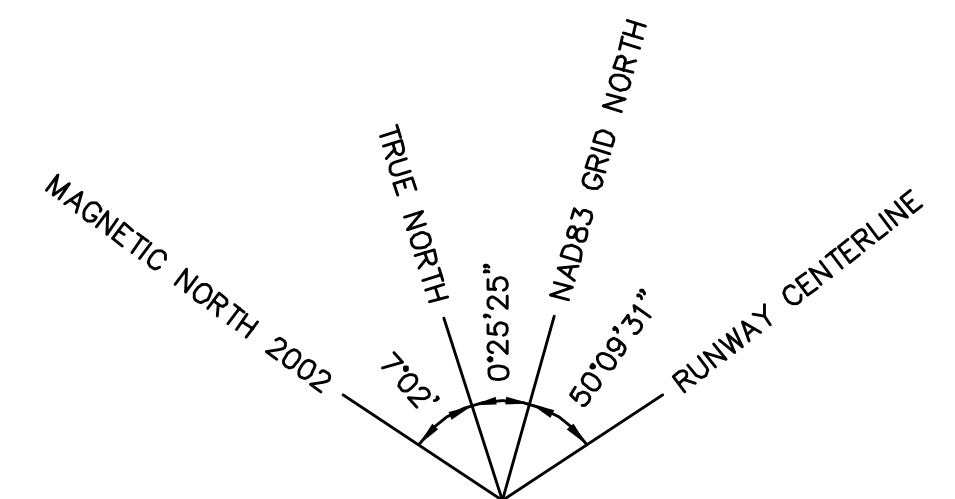 MAGNETIC NORTH 2002
TRUE NORTH
NAD83 GRID NORTH
RUNWAY CENTERLINE
7°02'
0°25'25"
50°09'31"